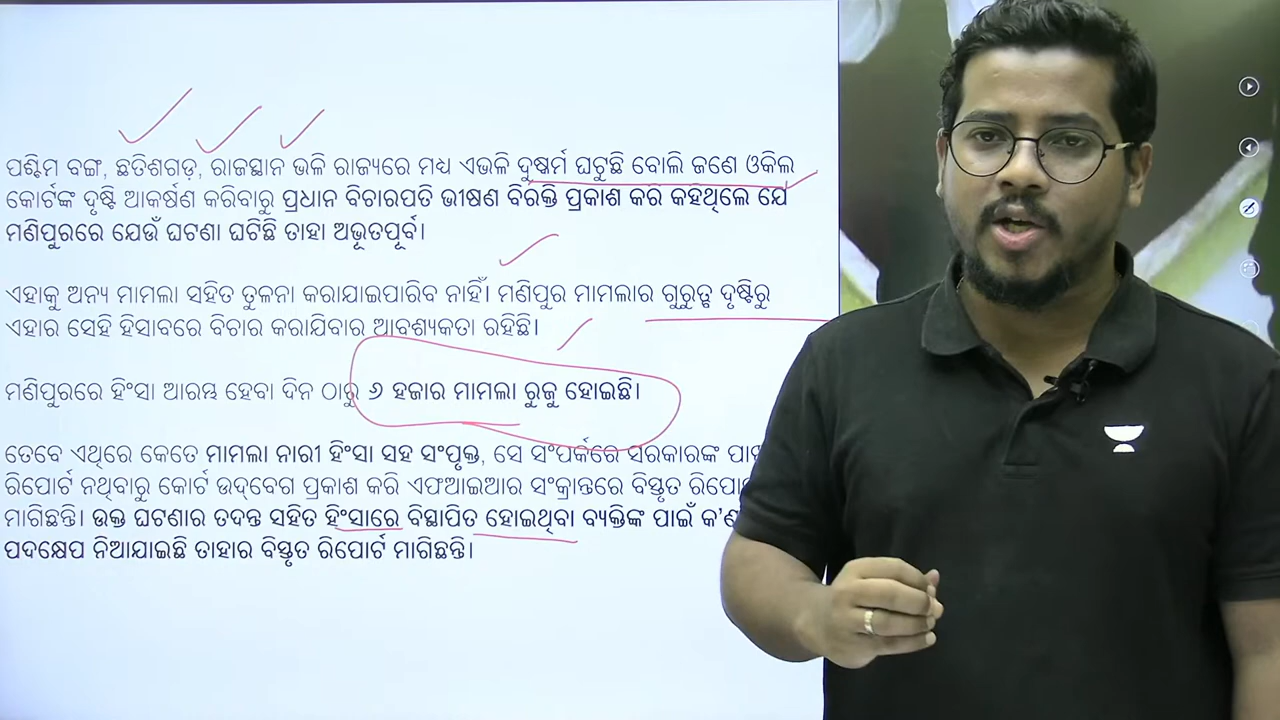 ପଶ୍ଚିମ ବଙ୍ଗ, ଛତିଶଗଡ଼, ରାଜସ୍ଥାନ ଭଳି ରାଜ୍ୟରେ ମଧ୍ୟ ଏଭଳି ଦୁଷ୍କର୍ମ ଘଟୁଛି ବୋଲି ଜଣେ ଓକିଲ
କୋର୍ଟଙ୍କ ଦୃଷ୍ଟି ଆକର୍ଷଣ କରିବାରୁ ପ୍ରଧାନ ବିଚାରପତି ଭୀଷଣ ବିରକ୍ତି ପ୍ରକାଶ କରି କହିଥିଲେ ଯେ
ମଣିପୁରରେ ଯେଉଁ ଘଟଣା ଘଟିଛି ତାହା ଅଭୂତପୂର୍ବ।
ଏହାକୁ ଅନ୍ୟ ମାମଲା ସହିତ ତୁଳନା କରାଯାଇପାରିବ ନାହିଁ। ମଣିପୁର ମାମଲାର ଗୁରୁତ୍ୱ ଦୃଷ୍ଟିରୁ
ଏହାର ସେହି ହିସାବରେ ବିଚାର କରାଯିବାର ଆବଶ୍ୟକତା ରହିଛି।
ମଣିପୁରରେ ହିଂସା ଆରମ୍ଭ ହେବା ଦିନ ଠାରୁ ୬ ହଜାର ମାମଲା ରୁଜୁ ହୋଇଛି।
ତେବେ ଏଥିରେ କେତେ ମାମଲା ନାରୀ ହିଂସା ସହ ସଂପୃକ୍ତ, ସେ ସଂପର୍କରେ ସରକାରଙ୍କ
ରିପୋର୍ଟ ନଥିବାରୁ କୋର୍ଟ ଉଦ୍‌ବେଗ ପ୍ରକାଶ କରି ଏଫଆଇଆର ସଂକ୍ରାନ୍ତରେ ବିସ୍ତୃତ
ମାଗିଛନ୍ତି। ଉକ୍ତ ଘଟଣାର ତଦନ୍ତ ସହିତ ହିଂସାରେ ବିସ୍ଥାପିତ ହୋଇଥିବା ବ୍ୟକ୍ତିଙ୍କ ପାଇଁ
ପଦକ୍ଷେପ ନିଆଯାଇଛି ତାହାର ବିସ୍ତୃତ ରିପୋର୍ଟ ମାଗିଛନ୍ତି।